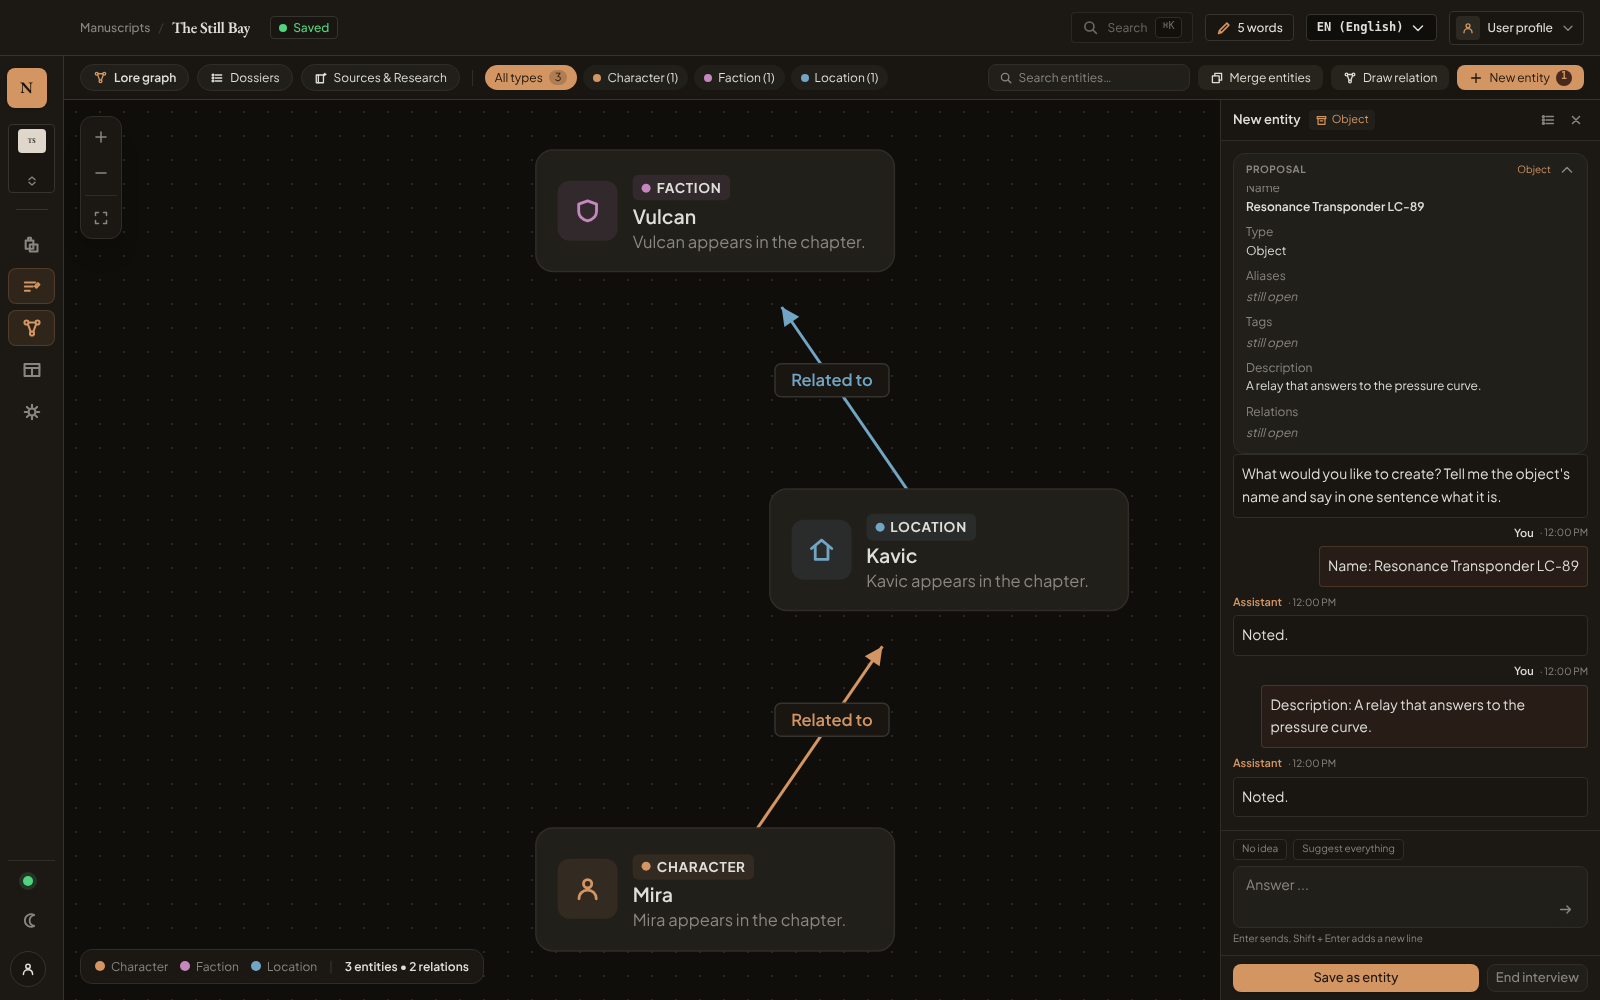 Manuscripts / The Still Bay
Saved
Search ⌘K
5 words
EN (English)
User profile
N
TS
Lore graph
Dossiers
Sources & Research
All types 3
Character (1)
Faction (1)
Location (1)
Search entities...
Merge entities
Draw relation
New entity 1
FACTION
Vulcan
Vulcan appears in the chapter.
Related to
LOCATION
Kavic
Kavic appears in the chapter.
Related to
CHARACTER
Mira
Mira appears in the chapter.
Character
Faction
Location
3 entities • 2 relations
New entity
Object
PROPOSAL
Object
Name
Resonance Transponder LC-89
Type
Object
Aliases
still open
Tags
still open
Description
A relay that answers to the pressure curve.
Relations
still open
What would you like to create? Tell me the object's
name and say in one sentence what it is.
You · 12:00 PM
Name: Resonance Transponder LC-89
Assistant · 12:00 PM
Noted.
You · 12:00 PM
Description: A relay that answers to the
pressure curve.
Assistant · 12:00 PM
Noted.
No idea
Suggest everything
Answer ...
Enter sends, Shift + Enter adds a new line
Save as entity
End interview